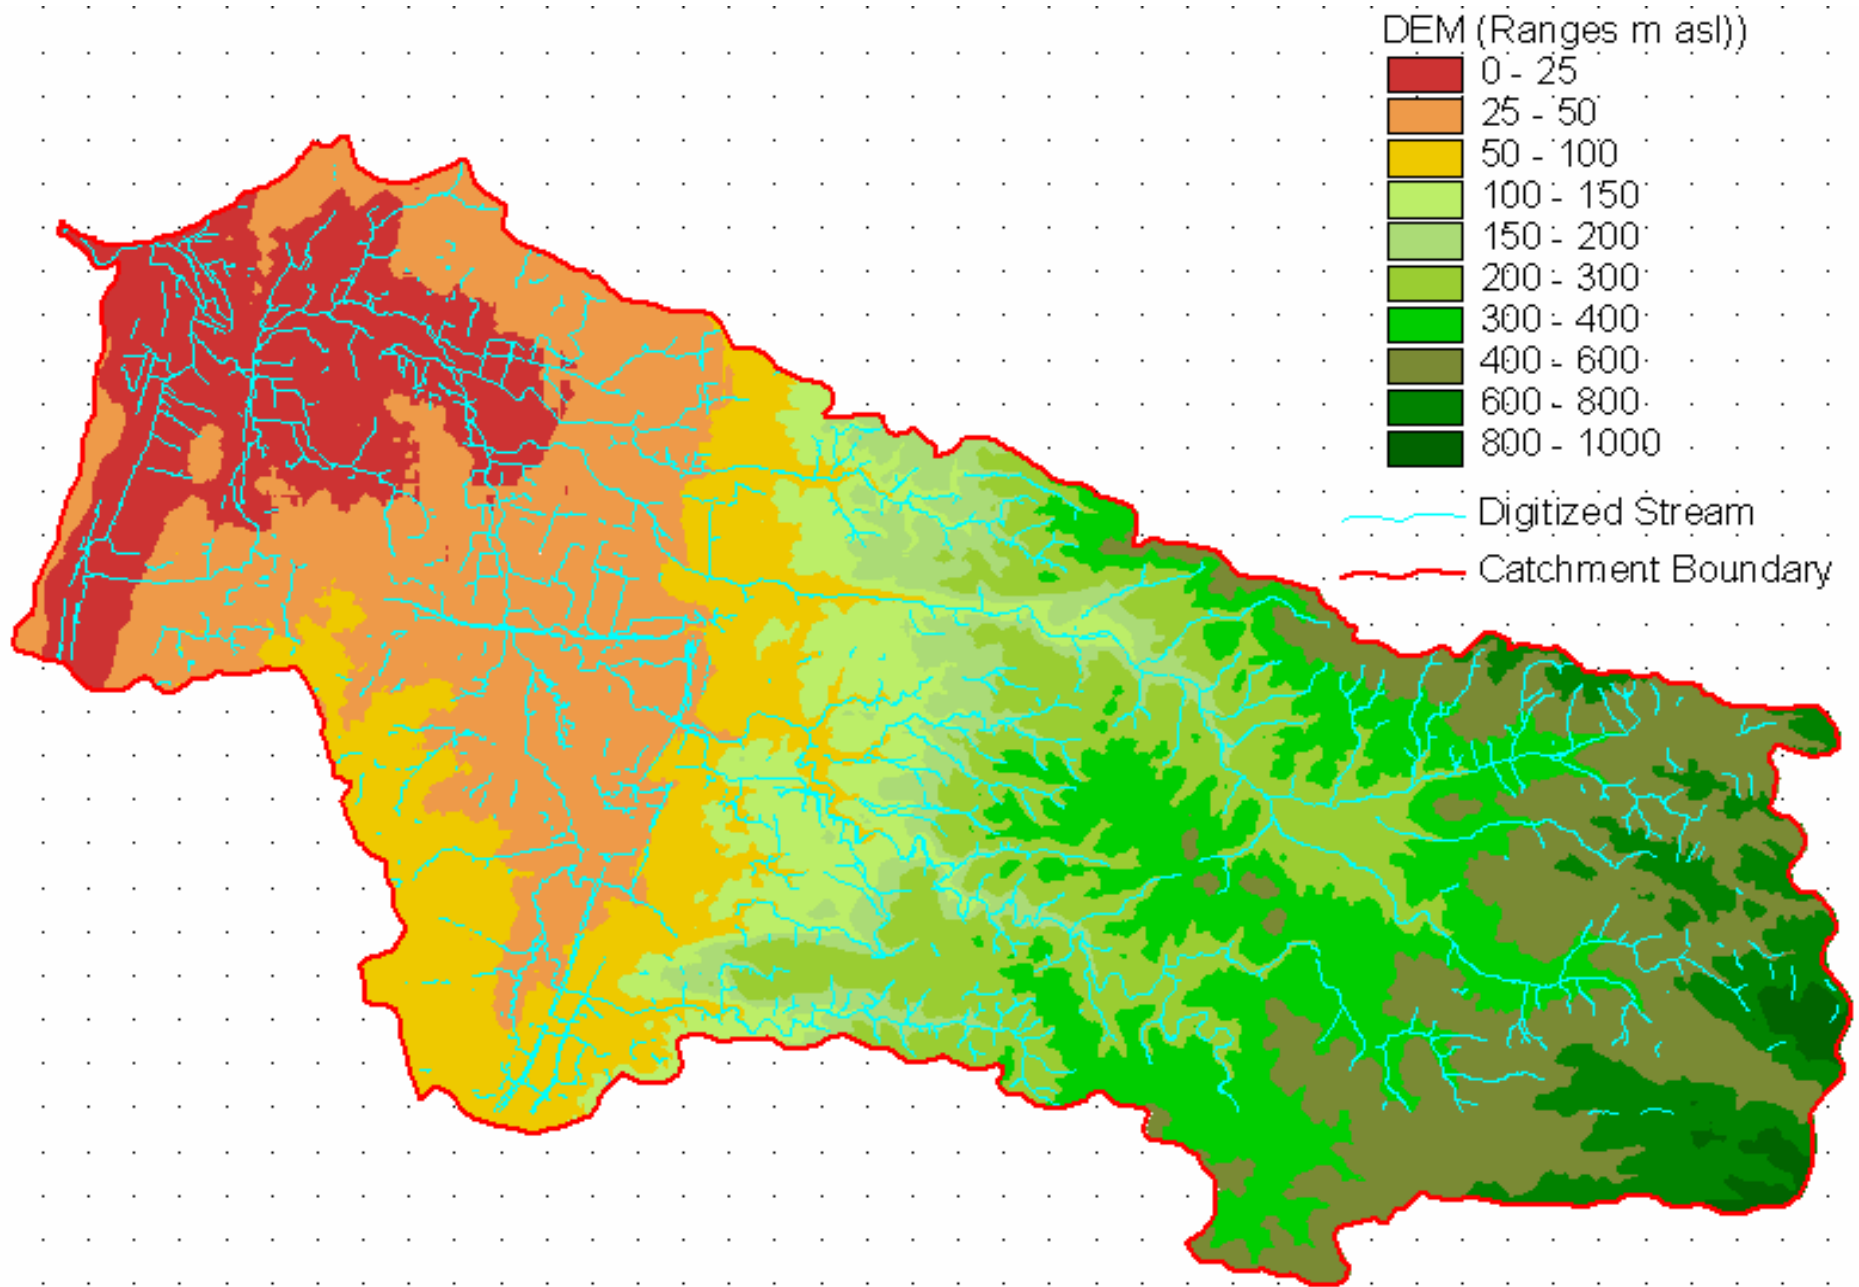 DEM (Ranges m asl))
0 - 25
25 - 50
50 - 100
100 - 150
150 - 200
200 - 300
300 - 400
400 - 600
600 - 800
800 - 1000
Digitized Stream
Catchment Boundary